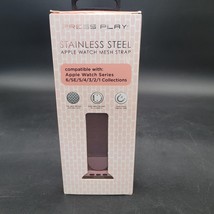 PRESS PLAY
STAINLESS STEEL
APPLE WATCH MESH STRAP
compatible with:
Apple Watch Series
6/SE/5/4/3/2/1 Collections